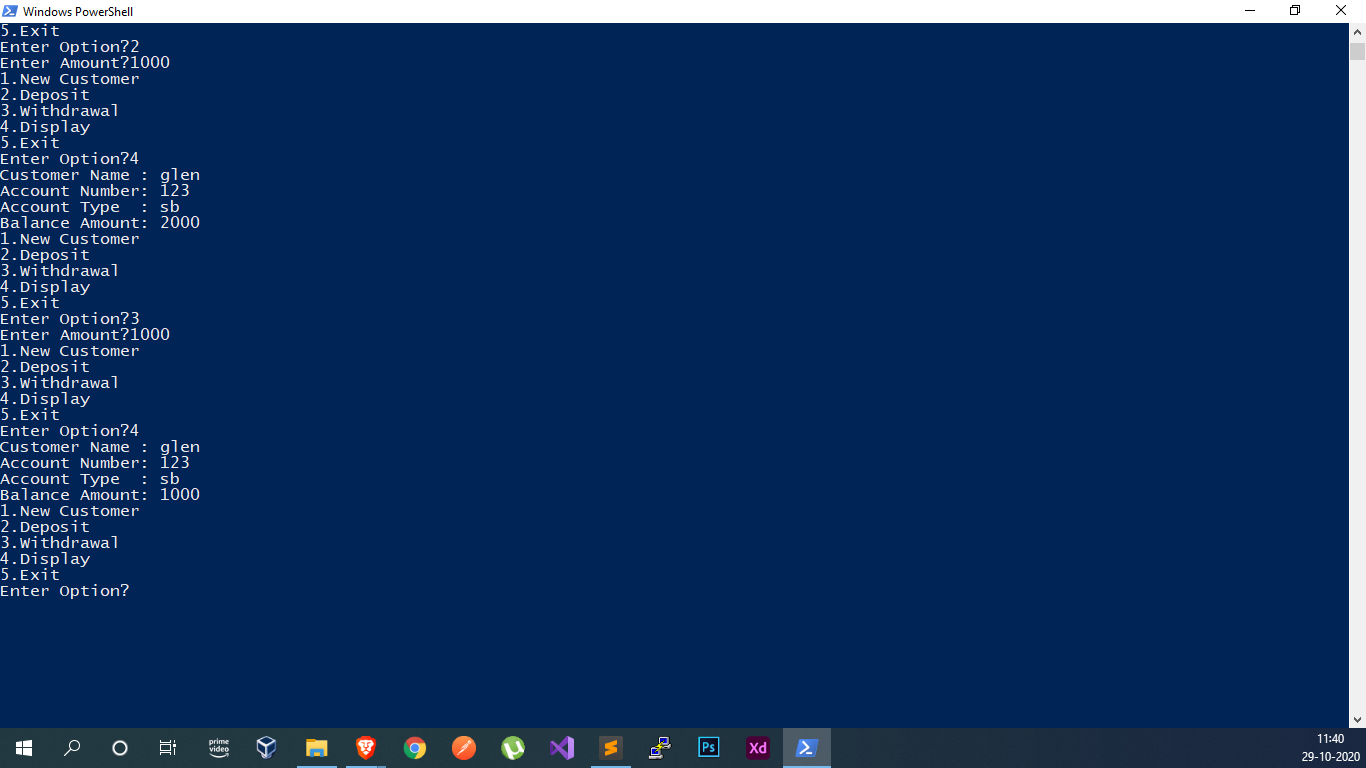 Windows PowerShell
5.Exit
Enter Option?2
Enter Amount?1000
1.New Customer
2.Deposit
3.Withdrawal
4.Display
5.Exit
Enter Option?4
Customer Name : glen
Account Number: 123
Account Type  : sb
Balance Amount: 2000
1.New Customer
2.Deposit
3.Withdrawal
4.Display
5.Exit
Enter Option?3
Enter Amount?1000
1.New Customer
2.Deposit
3.Withdrawal
4.Display
5.Exit
Enter Option?4
Customer Name : glen
Account Number: 123
Account Type  : sb
Balance Amount: 1000
1.New Customer
2.Deposit
3.Withdrawal
4.Display
5.Exit
Enter Option?
prime
video
Ps
Xd
11:40
29-10-2020